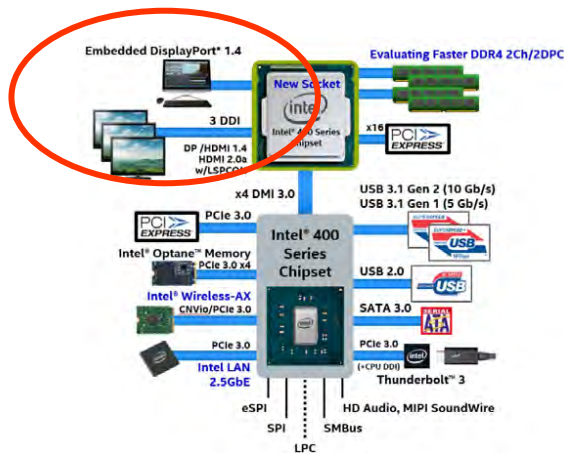 Embedded DisplayPort* 1.4
Evaluating Faster DDR4 2Ch/2DPC
New Socket
intel
Intel® 400 Series
Chipset
3 DDI
DP /HDMI 1.4
HDMI 2.0a
w/LSPCON
x16
PCI
EXPRESS
x4 DMI 3.0
USB 3.1 Gen 2 (10 Gb/s)
USB 3.1 Gen 1 (5 Gb/s)
PCI
EXPRESS
PCIe 3.0
Intel® 400
Series
Chipset
USB
Intel® Optane™ Memory
PCIe 3.0 x4
USB 2.0
USB
Intel® Wireless-AX
CNVio/PCIe 3.0
SATA 3.0
SERIAL
ATA
PCIe 3.0
Intel LAN
2.5GbE
PCIe 3.0
(+CPU DDI)
intel
Thunderbolt™ 3
eSPI
SPI
LPC
SMBus
HD Audio, MIPI SoundWire